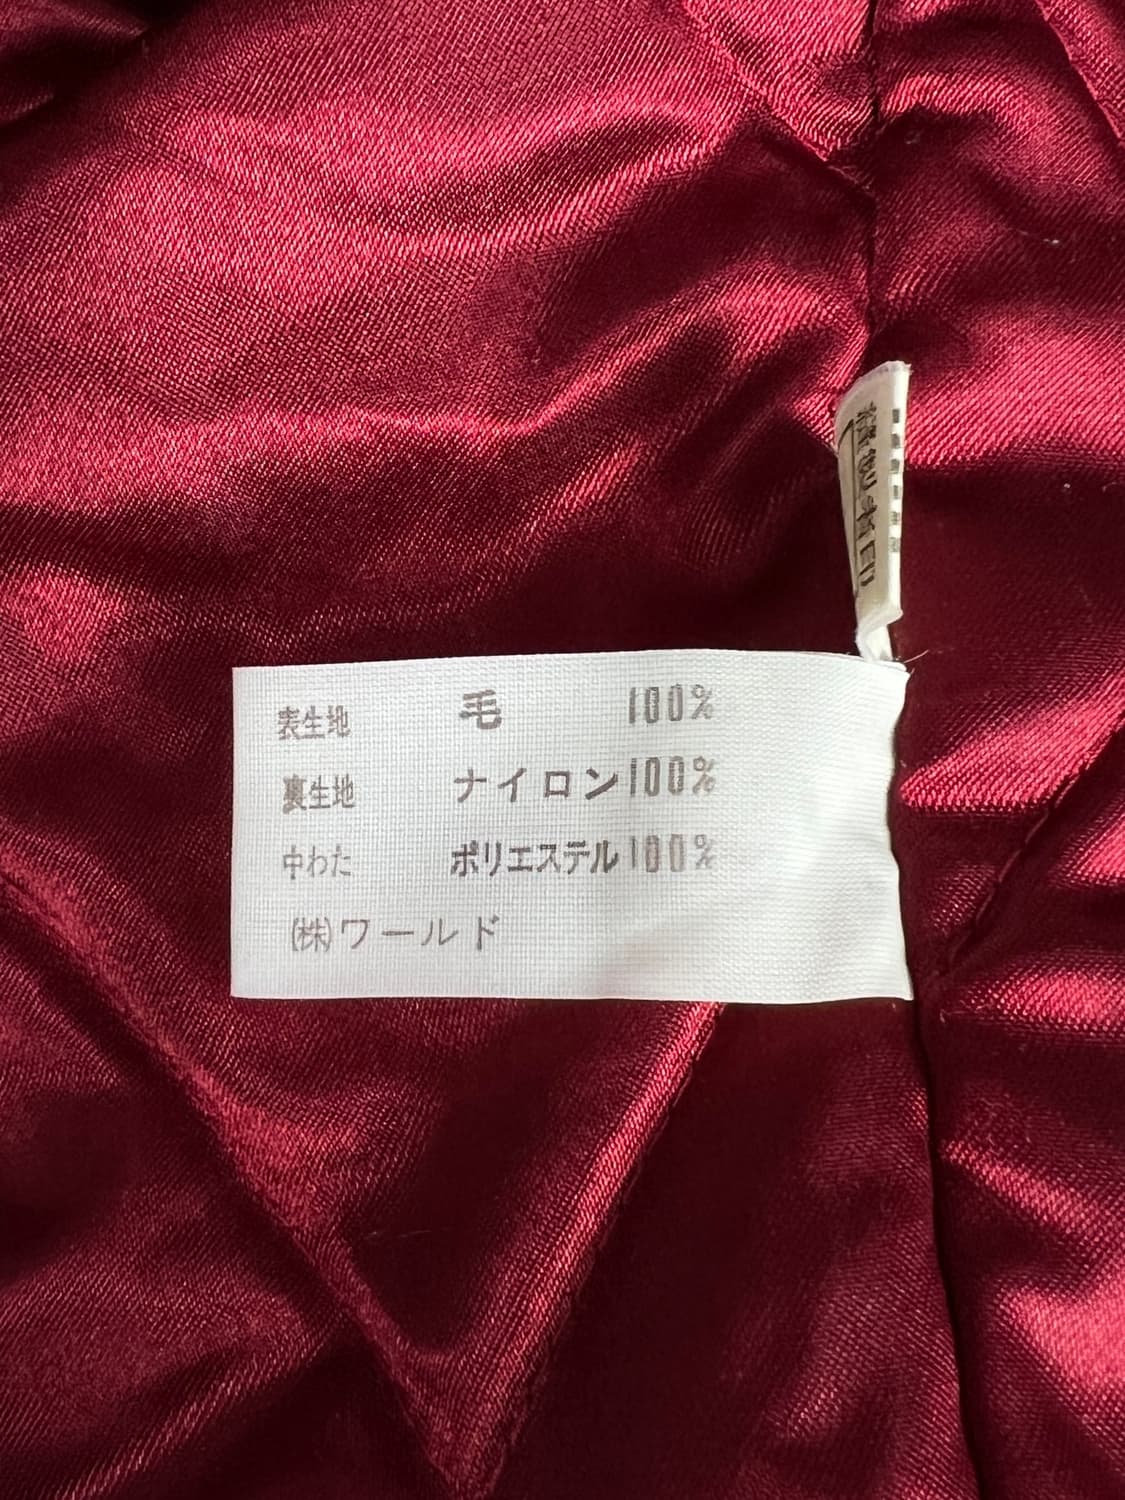 表生地 毛 100%
裏生地 ナイロン100%
中わた ポリエステル100%
㈱ワールド